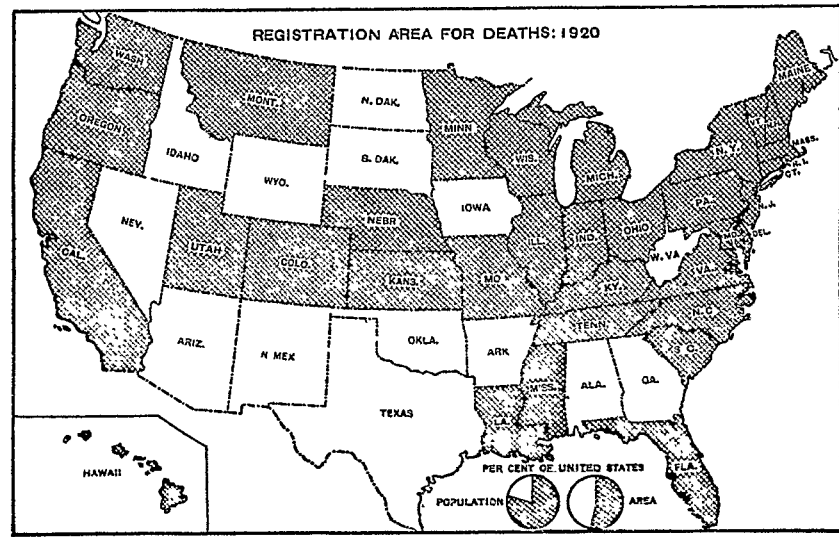 REGISTRATION AREA FOR DEATHS: 1920
WASH.
MONT.
N. DAK.
MINN
MAINE
OREGON
IDAHO
S. DAK.
WIS.
MICH.
N. Y.
VT.
MASS.
R. I.
CT.
WYO.
IOWA
NEBR
PA.
N. J.
NEV.
UTAH
COLO.
KANS.
MO
ILL.
IND.
OHIO
DEL.
W. VA
VA.
CAL.
KY.
ARIZ.
N MEX
OKLA.
ARK
TENN.
N.C.
S.C.
TEXAS
LA.
MISS.
ALA.
GA.
FLA.
HAWAII
PER CENT OF UNITED STATES
POPULATION
AREA